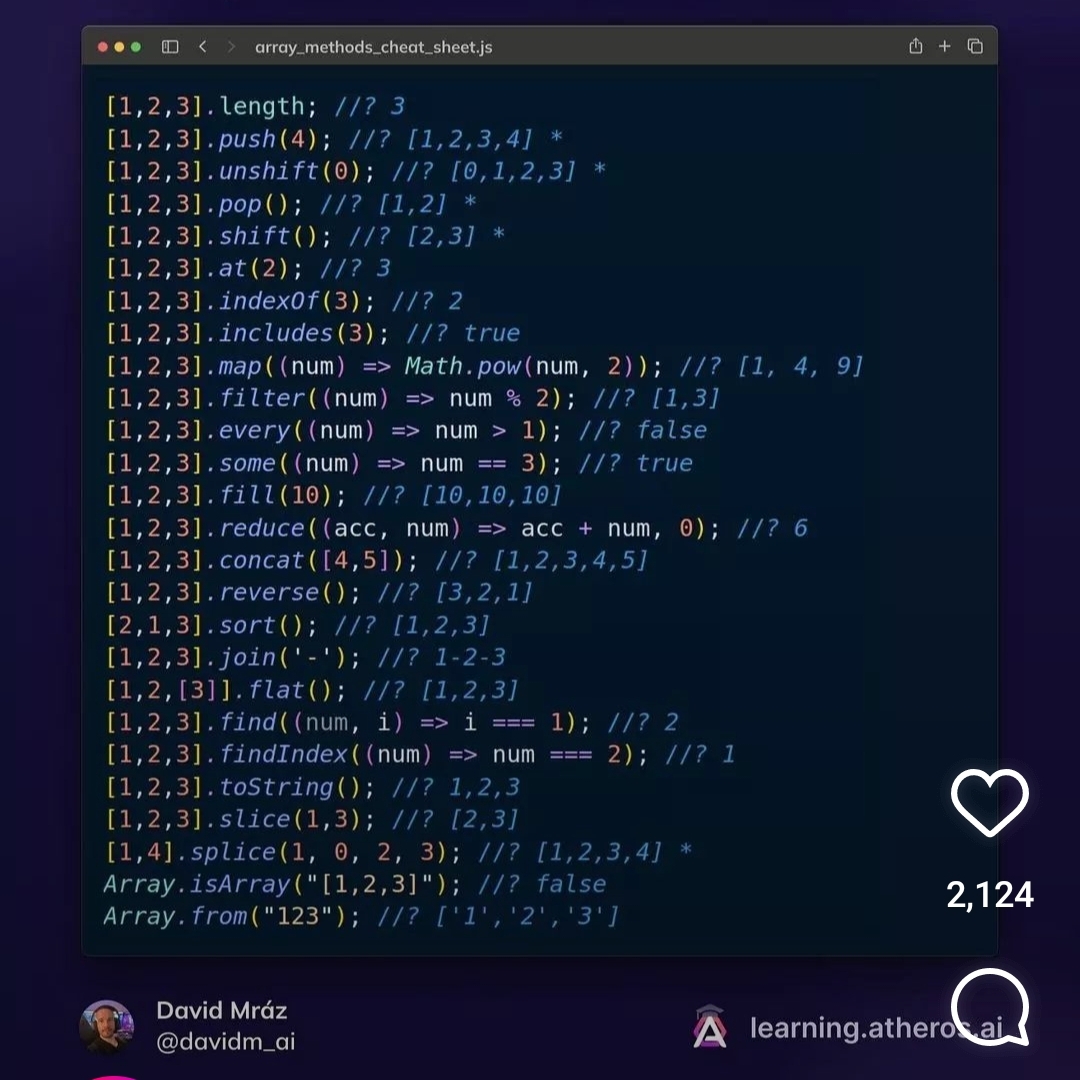 array_methods_cheat_sheet.js
[1,2,3].length; //? 3
[1,2,3].push(4); //? [1,2,3,4] *
[1,2,3].unshift(0); //? [0,1,2,3] *
[1,2,3].pop(); //? [1,2] *
[1,2,3].shift(); //? [2,3] *
[1,2,3].at(2); //? 3
[1,2,3].indexOf(3); //? 2
[1,2,3].includes(3); //? true
[1,2,3].map((num) => Math.pow(num, 2)); //? [1, 4, 9]
[1,2,3].filter((num) => num % 2); //? [1,3]
[1,2,3].every((num) => num > 1); //? false
[1,2,3].some((num) => num == 3); //? true
[1,2,3].fill(10); //? [10,10,10]
[1,2,3].reduce((acc, num) => acc + num, 0); //? 6
[1,2,3].concat([4,5]); //? [1,2,3,4,5]
[1,2,3].reverse(); //? [3,2,1]
[2,1,3].sort(); //? [1,2,3]
[1,2,3].join('-'); //? 1-2-3
[1,2,[3]].flat(); //? [1,2,3]
[1,2,3].find((num, i) => i === 1); //? 2
[1,2,3].findIndex((num) => num === 2); //? 1
[1,2,3].toString(); //? 1,2,3
[1,2,3].slice(1,3); //? [2,3]
[1,4].splice(1, 0, 2, 3); //? [1,2,3,4] *
Array.isArray("[1,2,3]"); //? false
Array.from("123"); //? ['1','2','3']
2,124
David Mráz
@davidm_ai
learning.atheros.ai